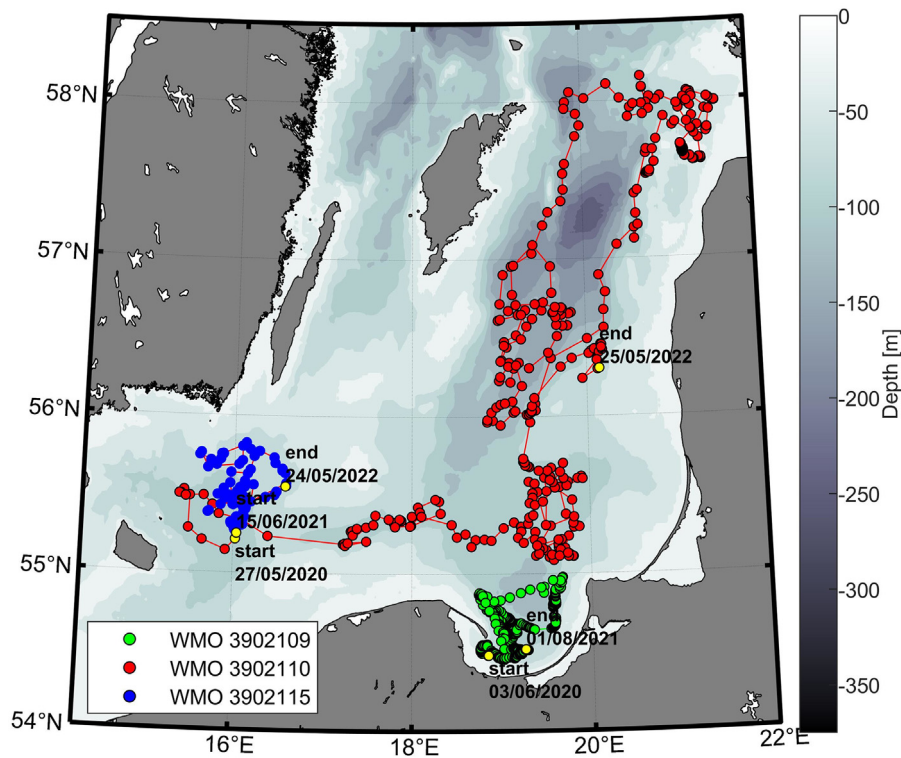 58°N
57°N
56°N
55°N
54°N
16°E
18°E
20°E
22°E
end
25/05/2022
end
24/05/2022
start
15/06/2021
start
27/05/2020
end
01/08/2021
start
03/06/2020
WMO 3902109
WMO 3902110
WMO 3902115
0
-50
-100
-150
-200
-250
-300
-350
Depth [m]